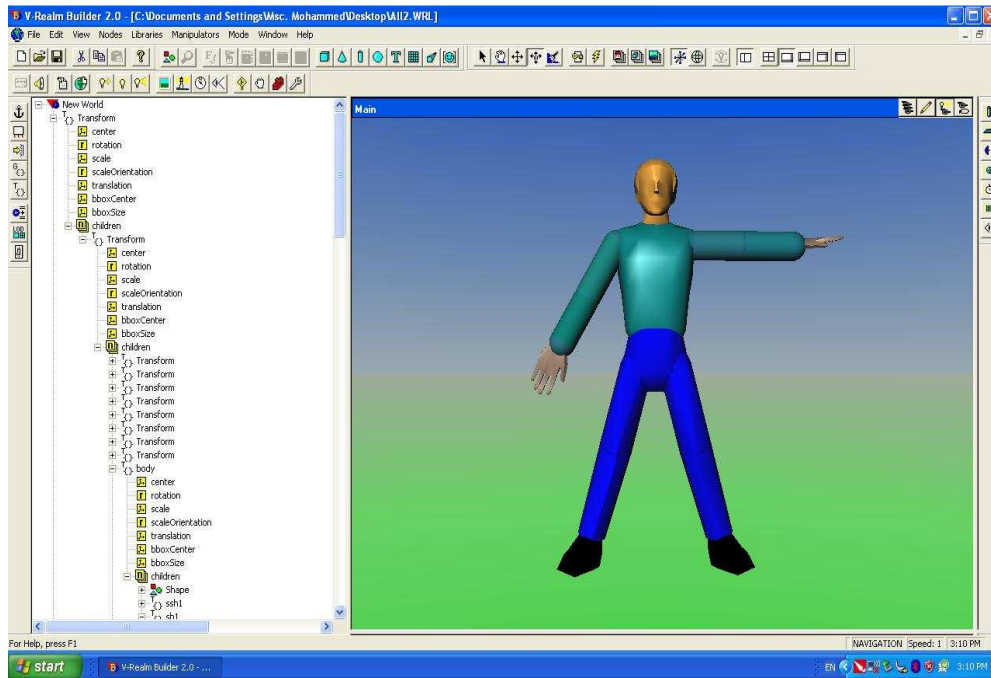 V-Realm Builder 2.0 - [C:\Documents and Settings\Msc. Mohammed\Desktop\All2.WRL]
File Edit View Nodes Libraries Manipulators Mode Window Help
New World
Transform
center
rotation
scale
scaleOrientation
translation
bboxCenter
bboxSize
children
Transform
center
rotation
scale
scaleOrientation
translation
bboxCenter
bboxSize
children
Transform
Transform
Transform
Transform
Transform
Transform
Transform
Transform
body
center
rotation
scale
scaleOrientation
translation
bboxCenter
bboxSize
children
Shape
ssh1
sh1
Main
For Help, press F1
NAVIGATION Speed: 1 3:10 PM
start V-Realm Builder 2.0 - ... EN 3:10 PM